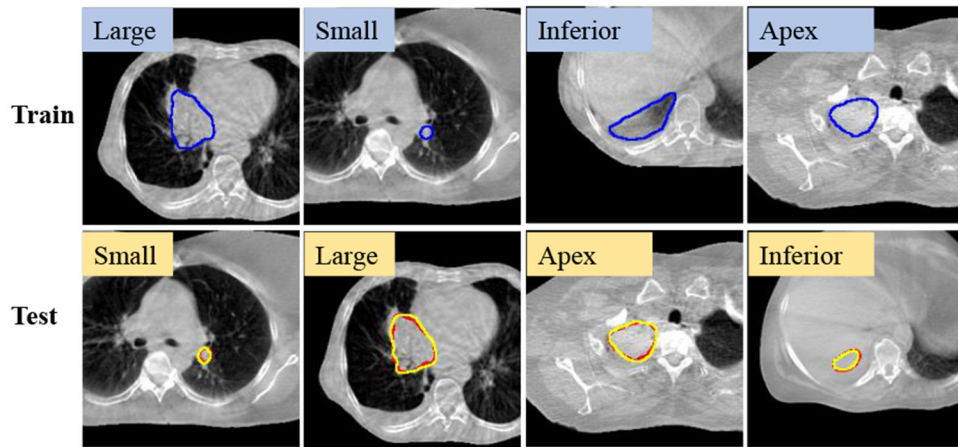 Large
Small
Inferior
Apex
Train
Small
Large
Apex
Inferior
Test